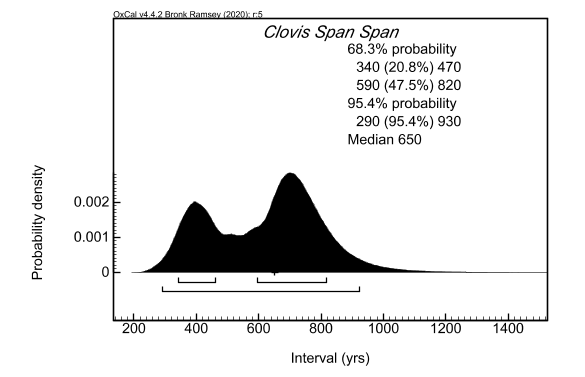 OxCal v4.4.2 Bronk Ramsey (2020); r:5
Clovis Span Span
68.3% probability
340 (20.8%) 470
590 (47.5%) 820
95.4% probability
290 (95.4%) 930
Median 650
Probability density
0.002
0.001
0
200 400 600 800 1000 1200 1400
Interval (yrs)